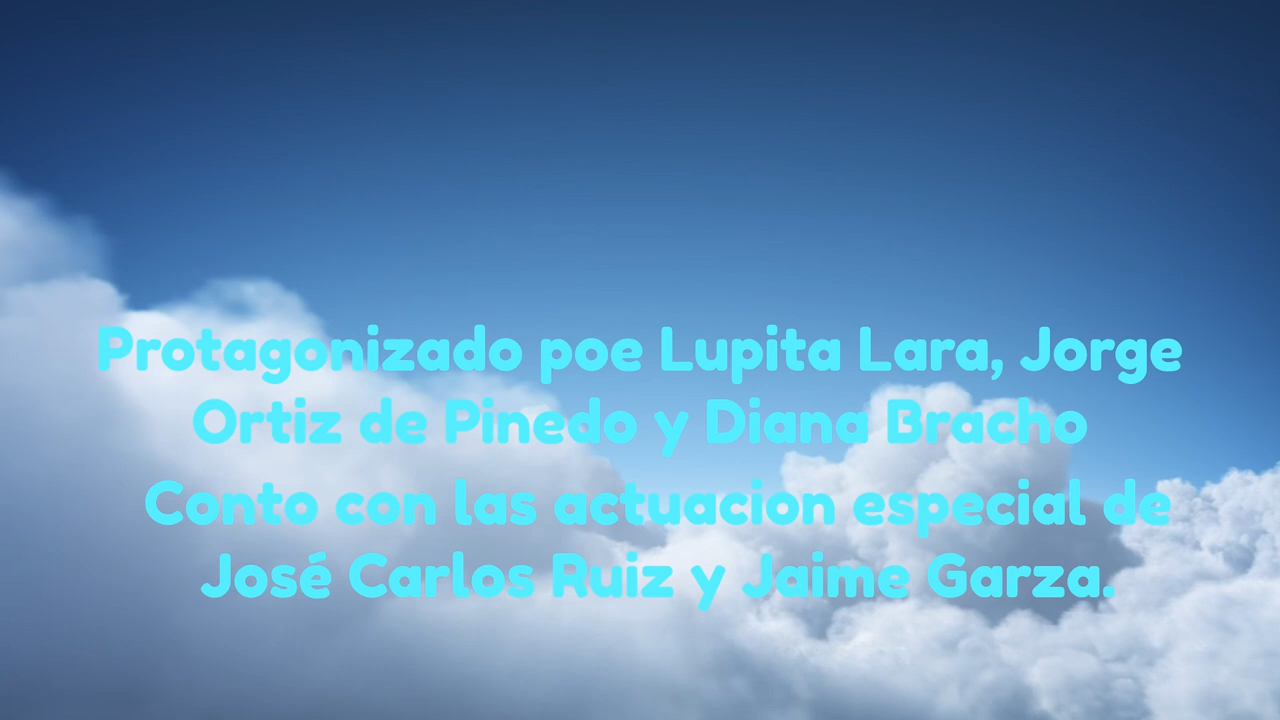 Protagonizado poe Lupita Lara, Jorge
Ortiz de Pinedo y Diana Bracho
Conto con las actuacion especial de
José Carlos Ruiz y Jaime Garza.